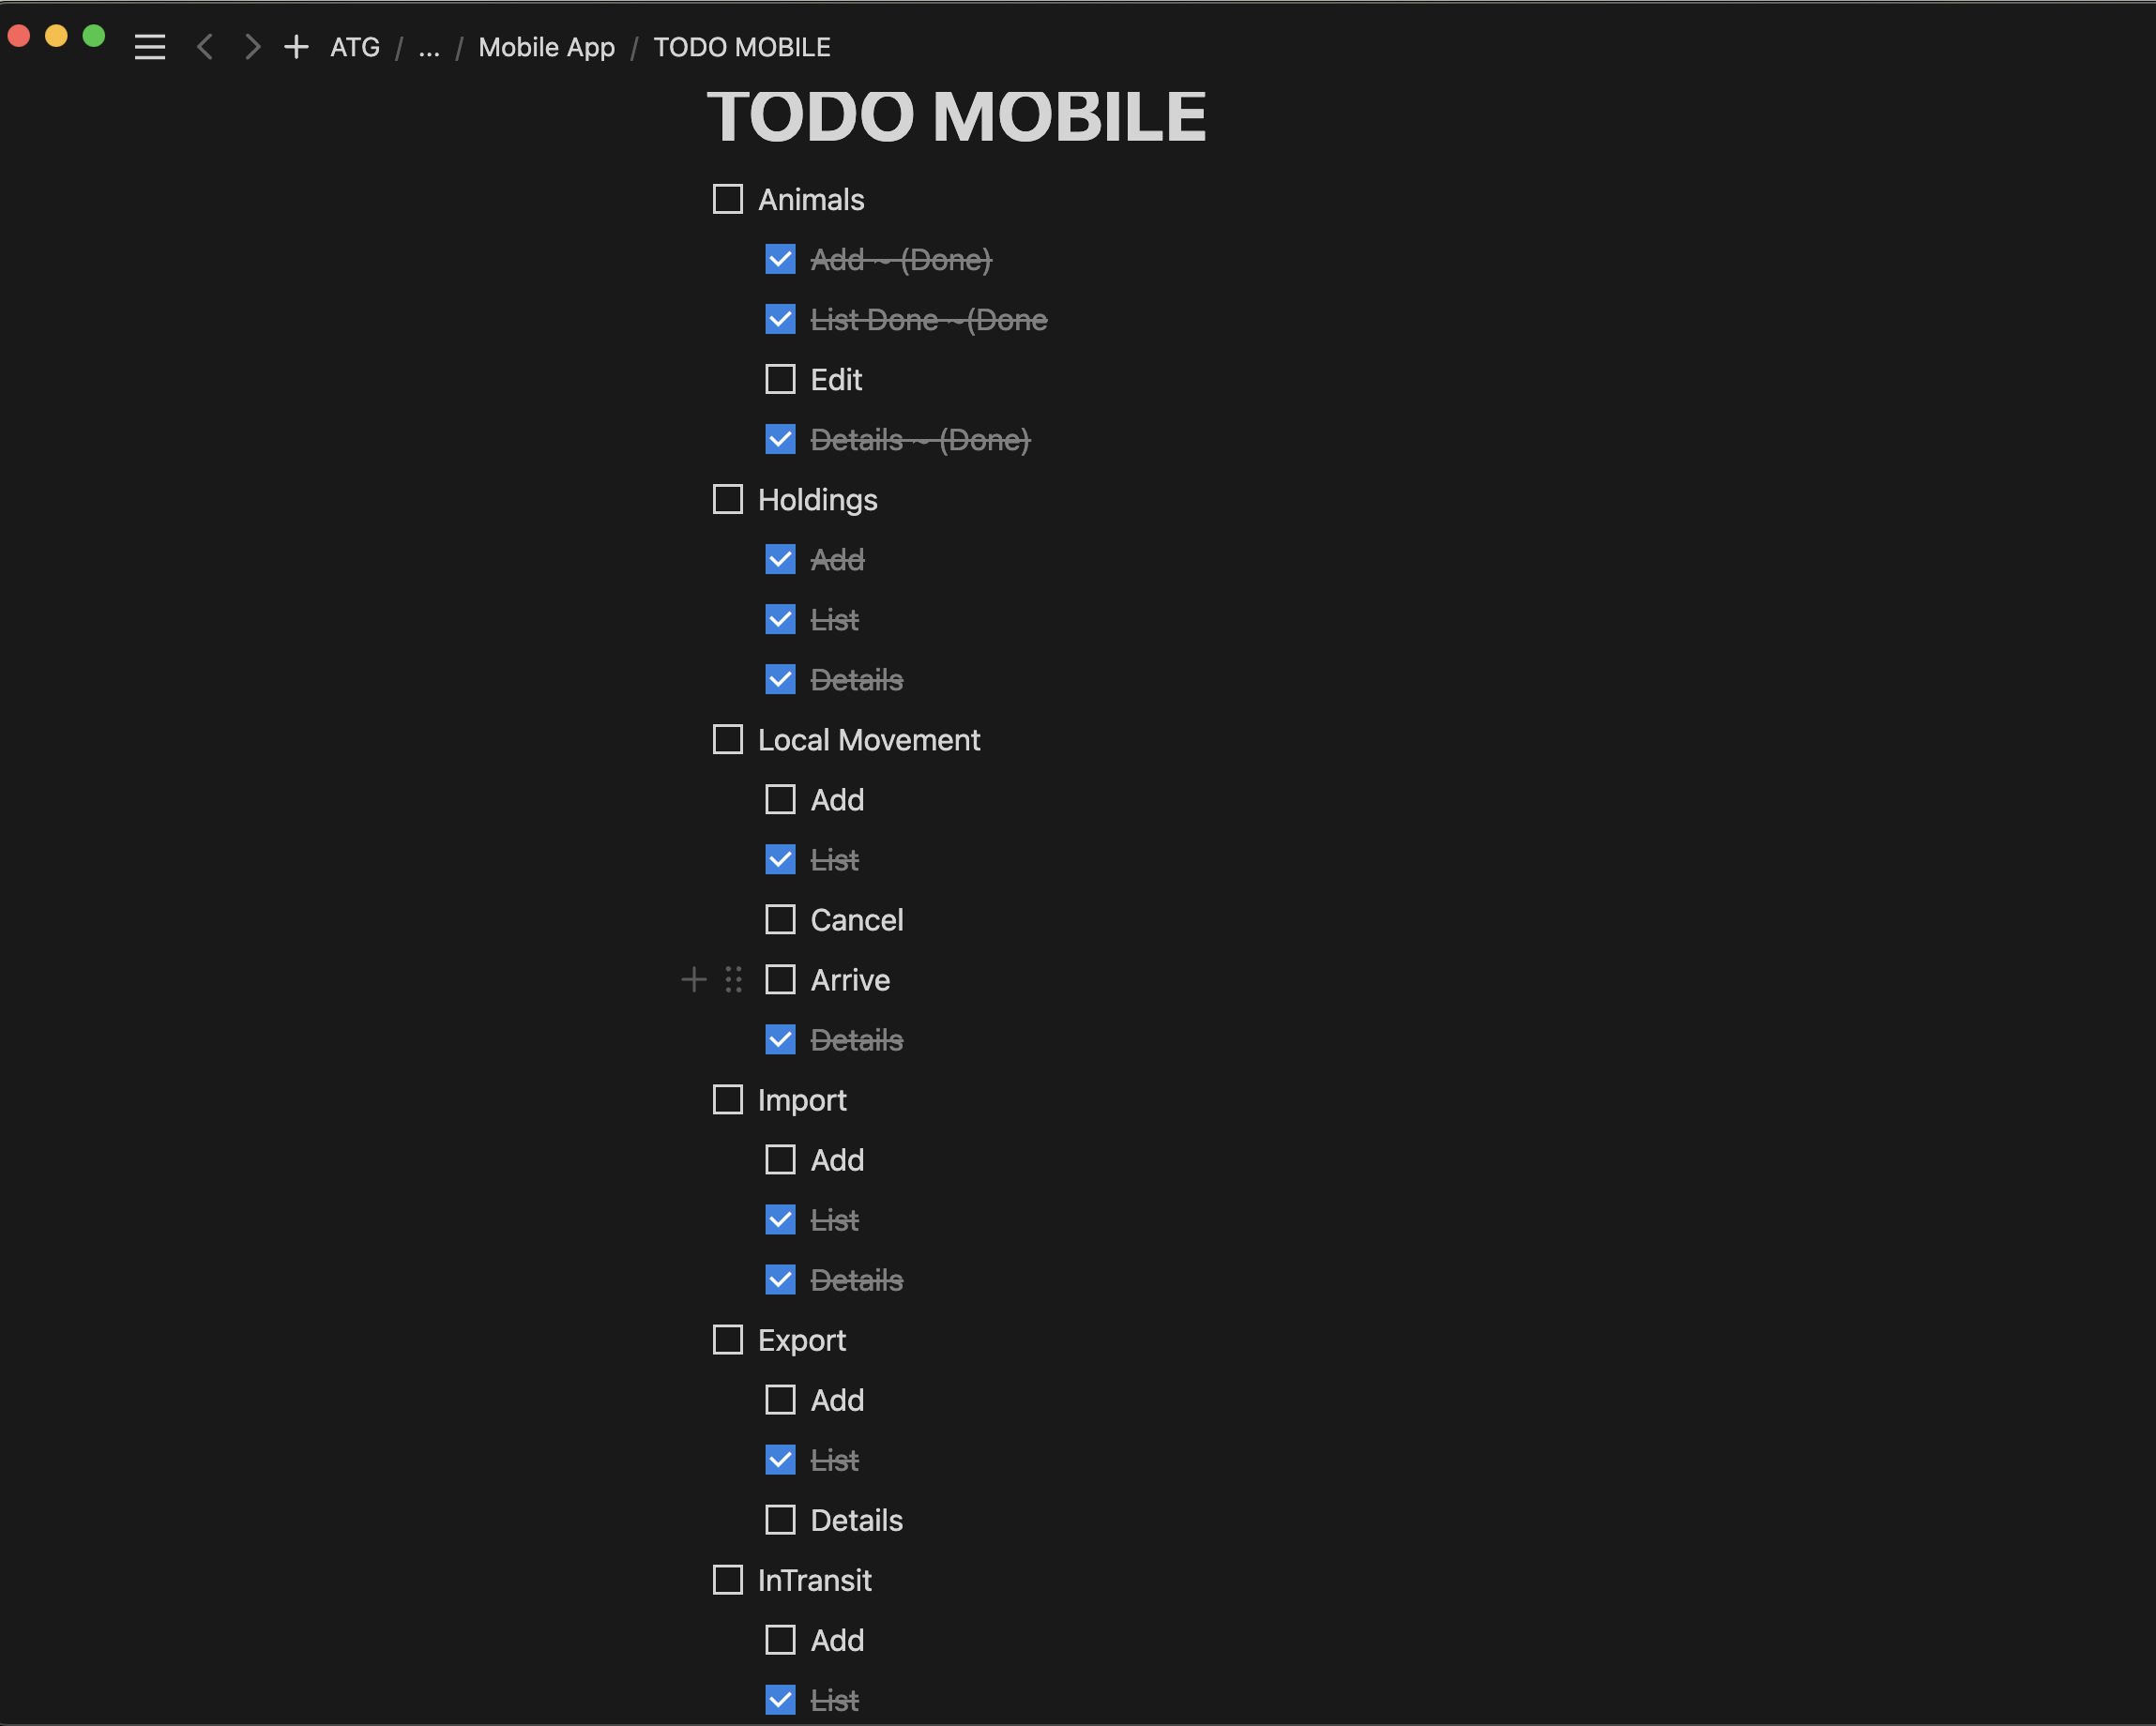 ATG / ... / Mobile App / TODO MOBILE
TODO MOBILE
Animals
Add ~ (Done)
List Done ~(Done
Edit
Details ~ (Done)
Holdings
Add
List
Details
Local Movement
Add
List
Cancel
Arrive
Details
Import
Add
List
Details
Export
Add
List
Details
InTransit
Add
List